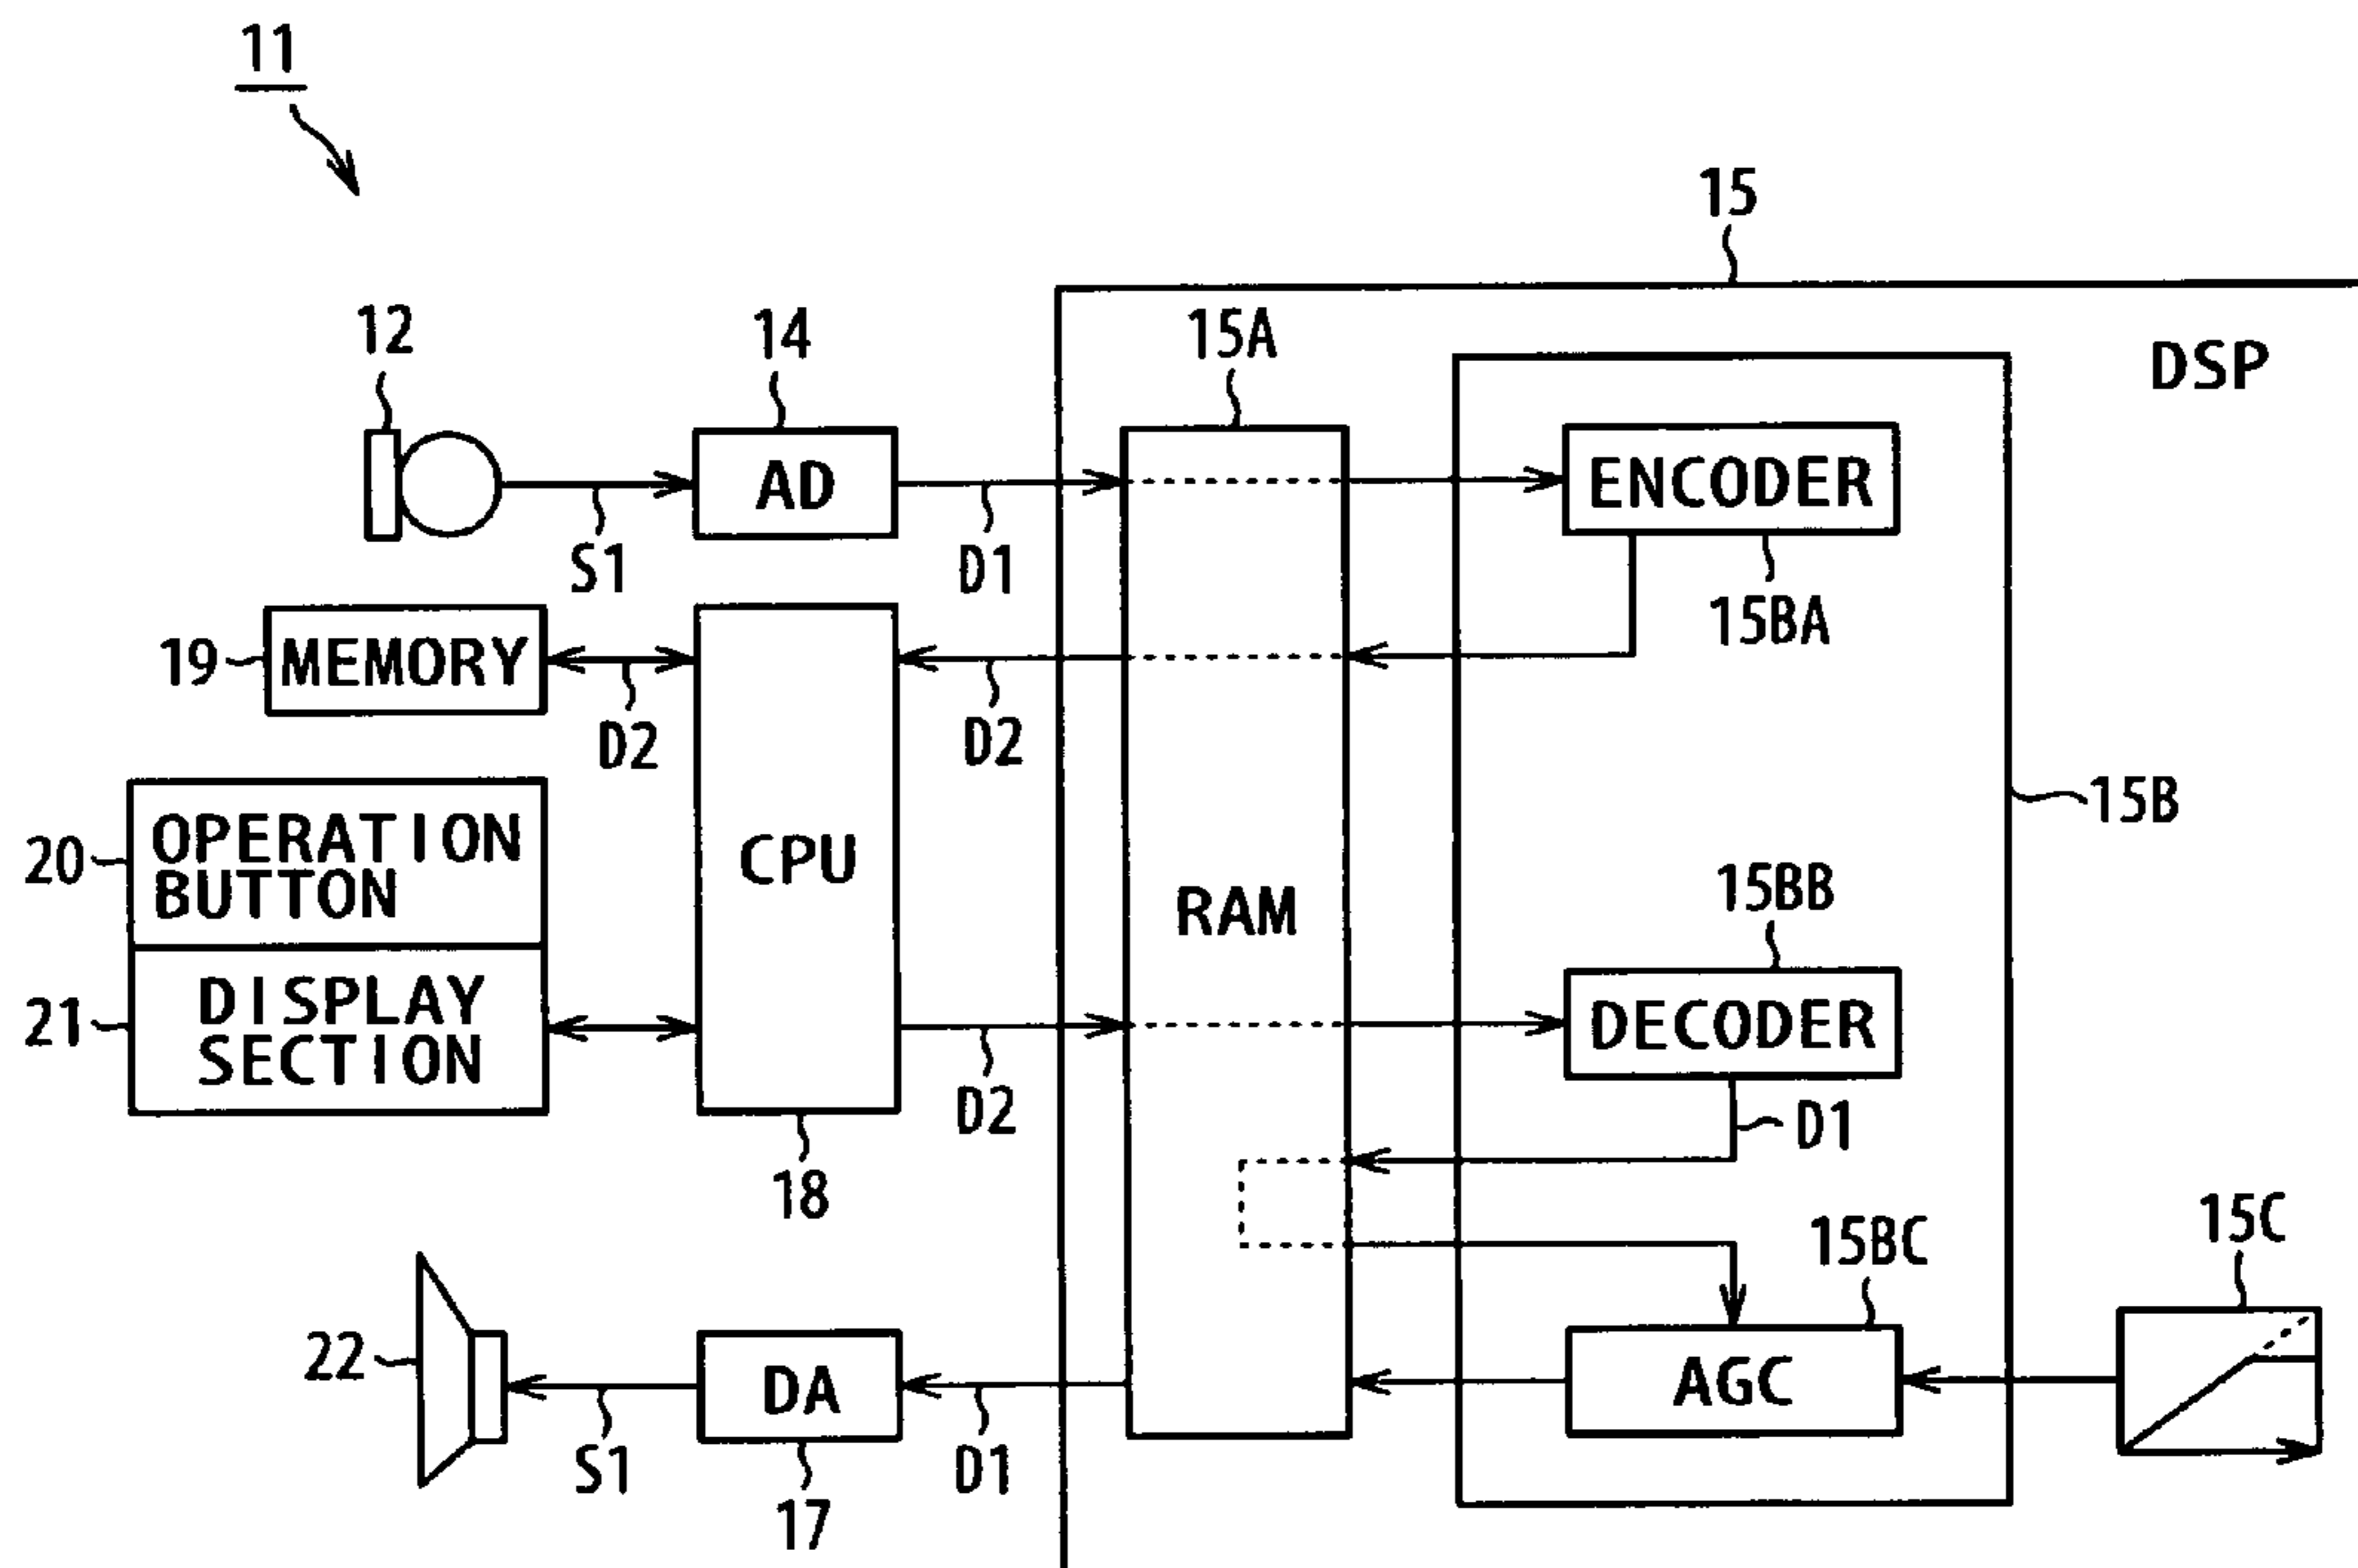 11
15
12
14
15A
DSP
AD
ENCODER
S1
D1
15BA
19
MEMORY
D2
D2
15B
OPERATION
BUTTON
20
CPU
RAM
15BB
DISPLAY
SECTION
21
DECODER
D2
D1
18
15BC
15C
22
DA
AGC
S1
D1
17